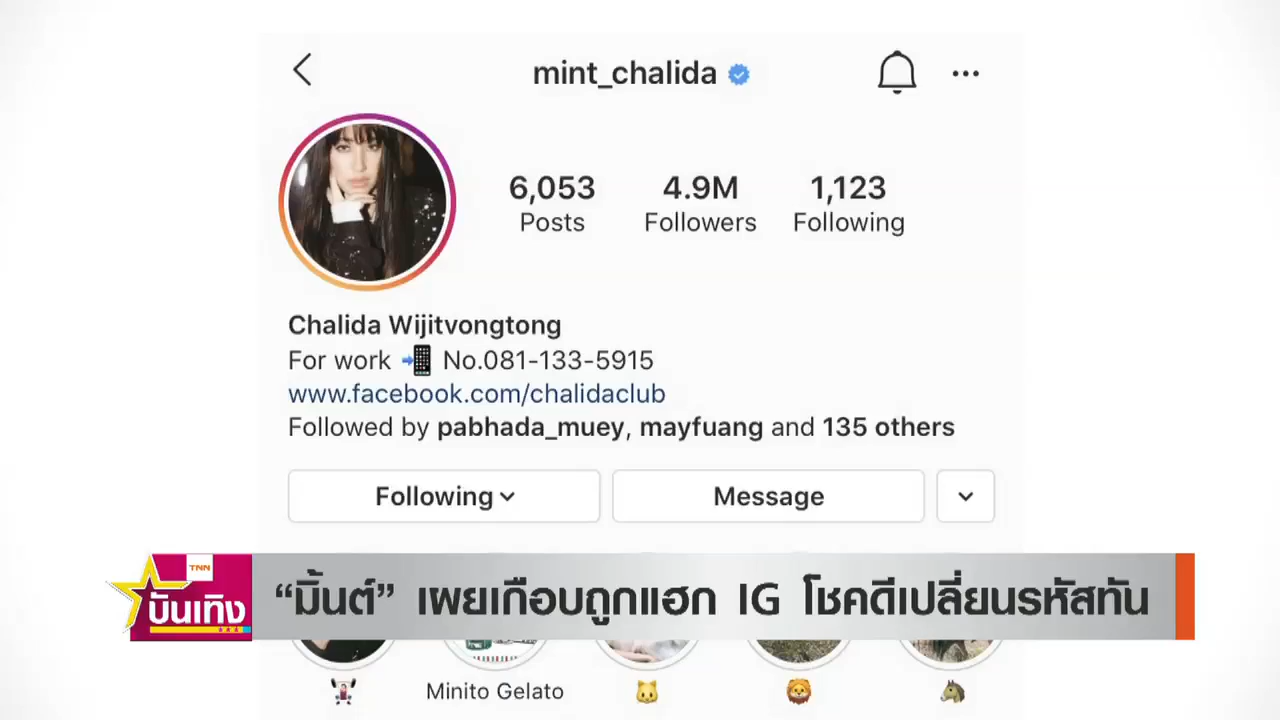 mint_chalida
6,053 4.9M 1,123
Posts Followers Following
Chalida Wijitvongtong
For work 📲 No.081-133-5915
www.facebook.com/chalidaclub
Followed by pabhada_muey, mayfuang and 135 others
Following Message
TNN
บันเทิง
“มิ้นต์” เผยเกือบถูกแฮก IG โชคดีเปลี่ยนรหัสทัน
Minito Gelato